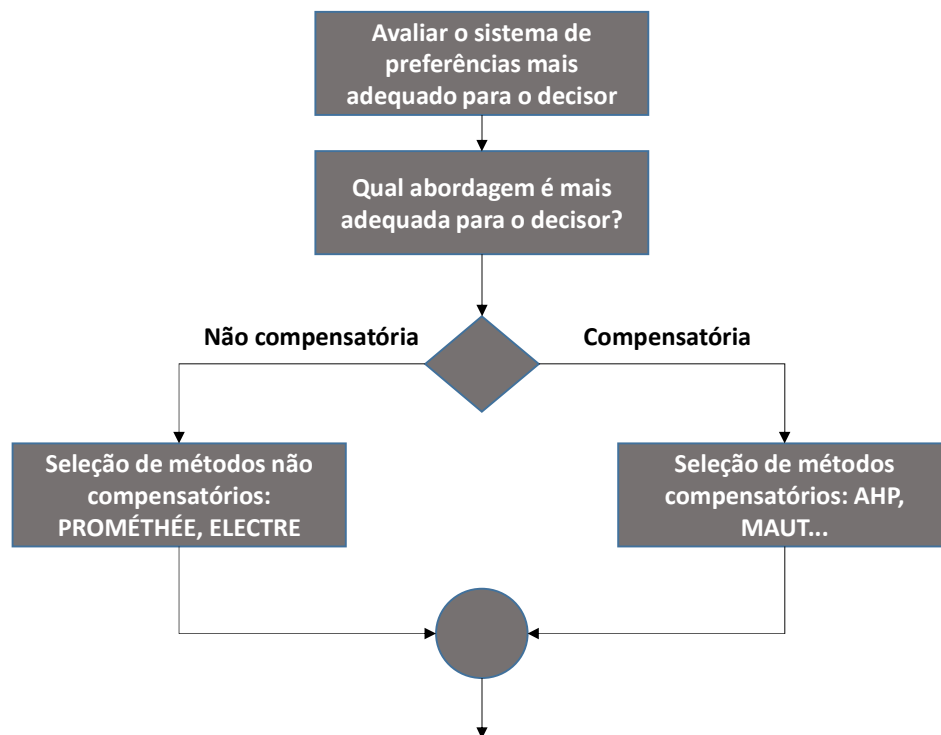 Avaliar o sistema de
preferências mais
adequado para o decisor
Qual abordagem é mais
adequada para o decisor?
Não compensatória
Compensatória
Seleção de métodos não
compensatórios:
PROMÉTHÉE, ELECTRE
Seleção de métodos
compensatórios: AHP,
MAUT...